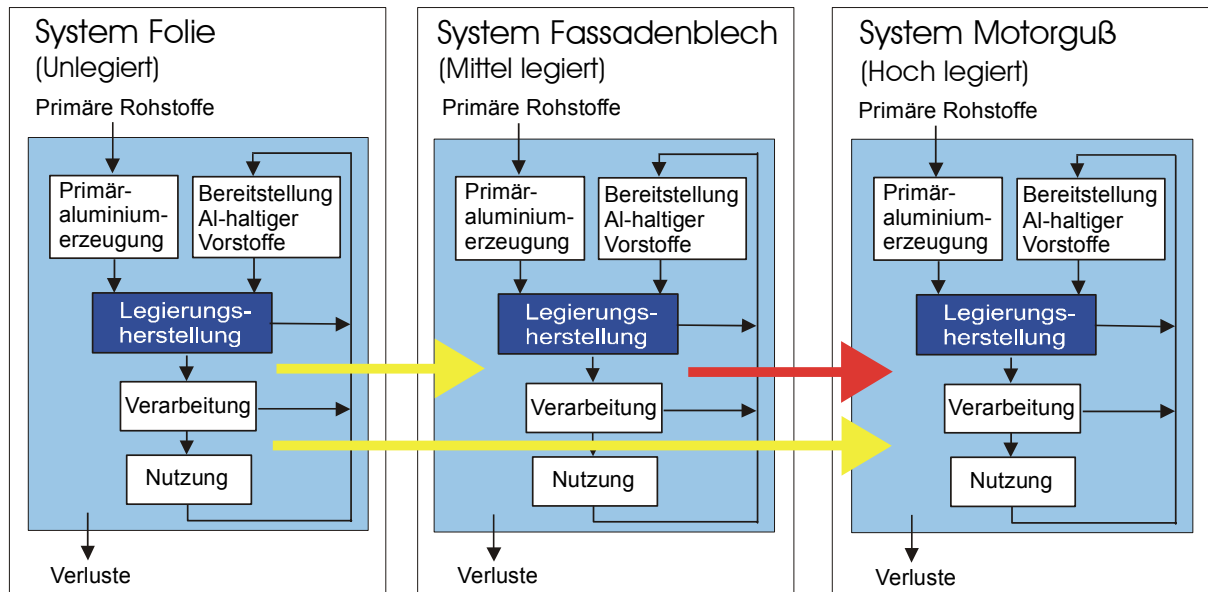 System Folie
(Unlegiert)
Primäre Rohstoffe
Primär-
aluminium-
erzeugung
Bereitstellung
Al-haltiger
Vorstoffe
Legierungs-
herstellung
Verarbeitung
Nutzung
Verluste
System Fassadenblech
(Mittel legiert)
Primäre Rohstoffe
Primär-
aluminium-
erzeugung
Bereitstellung
Al-haltiger
Vorstoffe
Legierungs-
herstellung
Verarbeitung
Nutzung
Verluste
System Motorguß
(Hoch legiert)
Primäre Rohstoffe
Primär-
aluminium-
erzeugung
Bereitstellung
Al-haltiger
Vorstoffe
Legierungs-
herstellung
Verarbeitung
Nutzung
Verluste